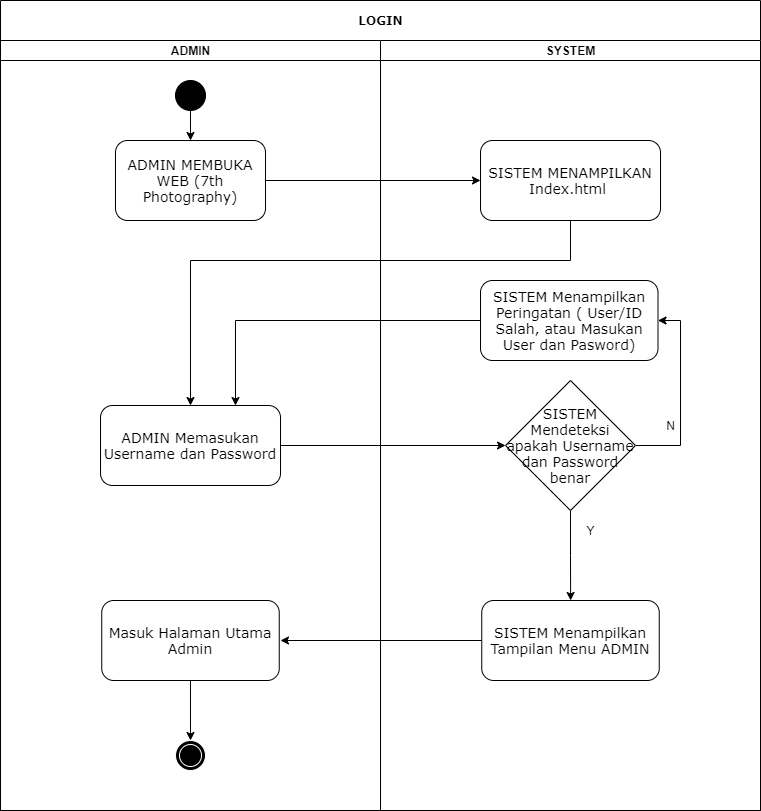 LOGIN
ADMIN
SYSTEM
ADMIN MEMBUKA
WEB (7th
Photography)
SISTEM MENAMPILKAN
Index.html
SISTEM Menampilkan
Peringatan ( User/ID
Salah, atau Masukan
User dan Pasword)
ADMIN Memasukan
Username dan Password
SISTEM
Mendeteksi
apakah Username
dan Password
benar
N
Y
Masuk Halaman Utama
Admin
SISTEM Menampilkan
Tampilan Menu ADMIN